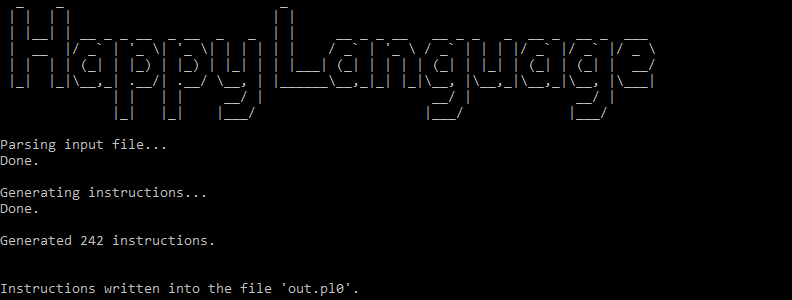 HappyLanguage
Parsing input file...
Done.
Generating instructions...
Done.
Generated 242 instructions.
Instructions written into the file 'out.pl0'.